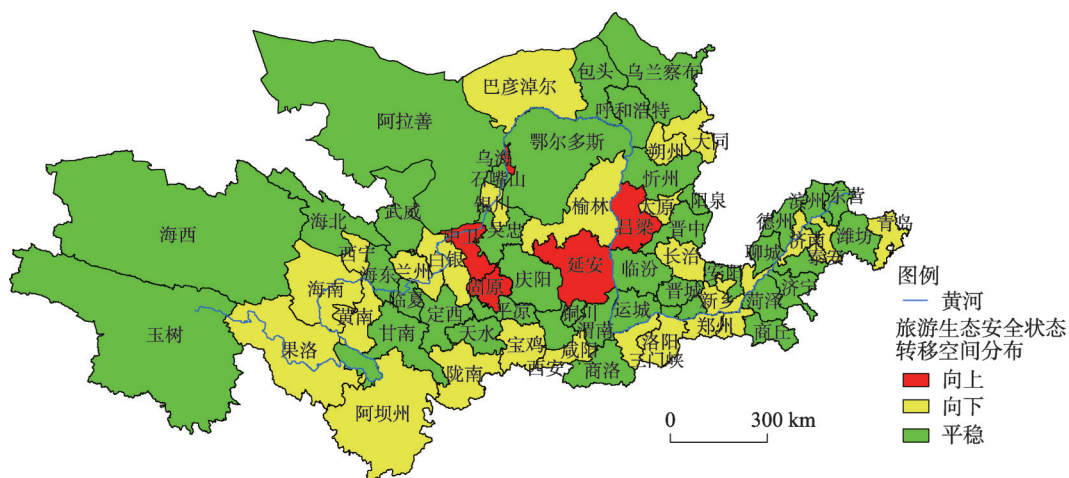 包头
乌兰察布
巴彦淖尔
呼和浩特
阿拉善
鄂尔多斯
大同
朔州
乌海
石嘴山
忻州
银川
榆林
太原
阳泉
武威
海北
吕梁
晋中
滨州
东营
海西
中卫
吴忠
德州
青岛
西宁
兰州
白银
延安
长治
聊城
济南
潍坊
海东
庆阳
临汾
安阳
泰安
海南
固原
图例
黄河
临夏
晋城
济宁
黄南
定西
平凉
铜川
运城
新乡
菏泽
玉树
甘南
天水
渭南
郑州
商丘
旅游生态安全状态
转移空间分布
果洛
宝鸡
咸阳
洛阳
三门峡
陇南
西安
商洛
向上
阿坝州
向下
0 300 km
平稳